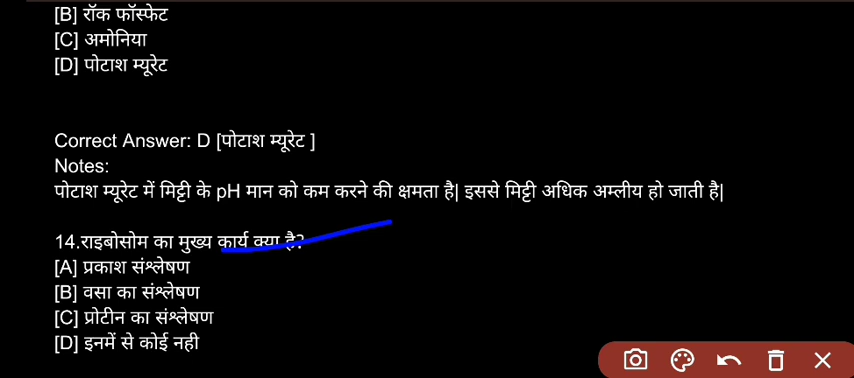 [B] रॉक फॉस्फेट
[C] अमोनिया
[D] पोटाश म्यूरेट
Correct Answer: D [पोटाश म्यूरेट ]
Notes:
पोटाश म्यूरेट में मिट्टी के pH मान को कम करने की क्षमता है| इससे मिट्टी अधिक अम्लीय हो जाती है|
14.राइबोसोम का मुख्य कार्य क्या है?
[A] प्रकाश संश्लेषण
[B] वसा का संश्लेषण
[C] प्रोटीन का संश्लेषण
[D] इनमें से कोई नही